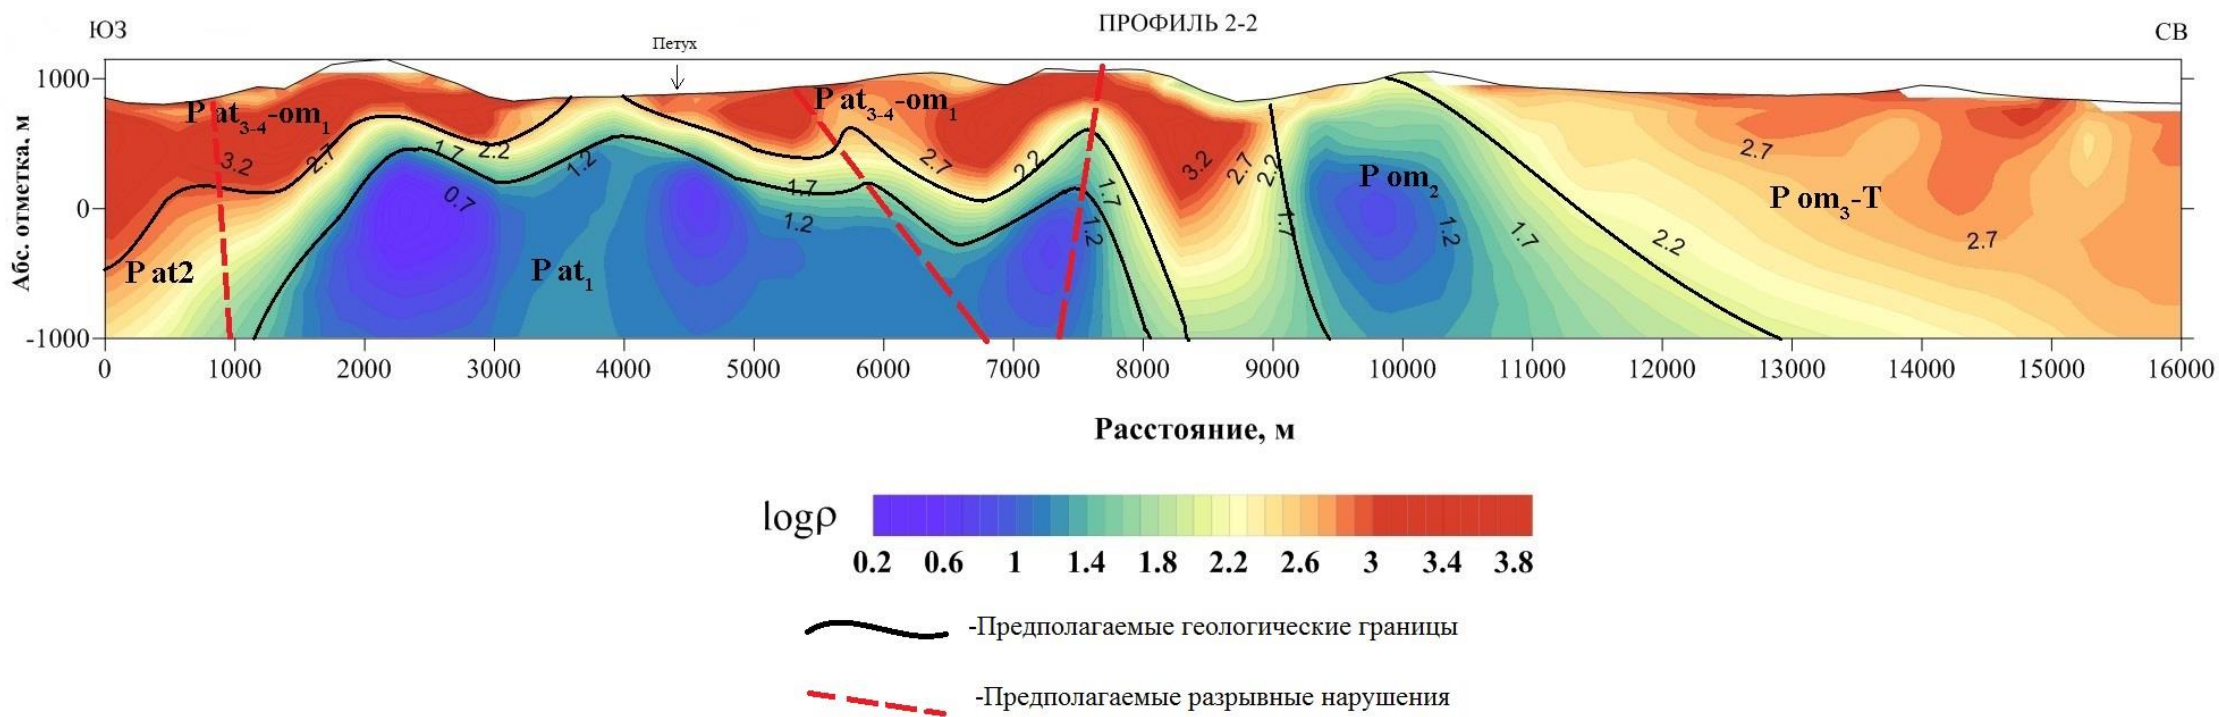 ПРОФИЛЬ 2-2
ЮЗ
СВ
Петух
Абс. отметка, м
1000
0
-1000
P at₃₋₄-om₁
P at₃₋₄-om₁
3.2
2.7
1.7
2.2
1.2
0.7
1.7
1.2
2.7
2.2
1.7
1.2
3.2
2.7
2.2
1.7
P om₂
1.2
1.7
2.2
2.7
P om₃-T
2.7
P at2
P at₁
0 1000 2000 3000 4000 5000 6000 7000 8000 9000 10000 11000 12000 13000 14000 15000 16000
Расстояние, м
logρ
0.2 0.6 1 1.4 1.8 2.2 2.6 3 3.4 3.8
-Предполагаемые геологические границы
-Предполагаемые разрывные нарушения